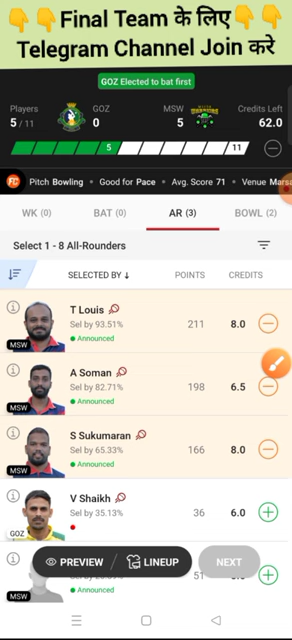 👇👇Final Team के लिए👇👇
Telegram Channel Join करे
GOZ Elected to bat first
Players
5 / 11
GOZ
0
MSW
5
Credits Left
62.0
5
11
Pitch Bowling • Good for Pace • Avg. Score 71 • Venue Marsa
WK (0)
BAT (0)
AR (3)
BOWL (2)
Select 1 - 8 All-Rounders
SELECTED BY ↓
POINTS
CREDITS
T Louis
Sel by 93.51%
Announced
211
8.0
MSW
A Soman
Sel by 82.71%
Announced
198
6.5
MSW
S Sukumaran
Sel by 65.33%
Announced
166
8.0
MSW
V Shaikh
Sel by 35.13%
36
6.0
GOZ
PREVIEW
LINEUP
NEXT
51
Announced
MSW